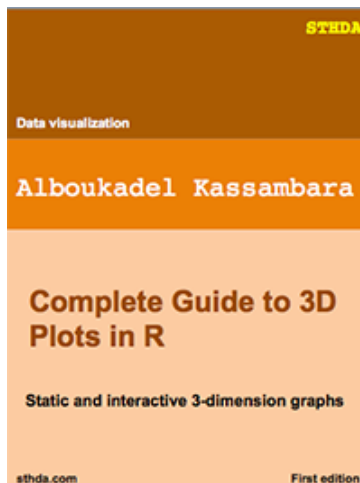 STHDA
Data visualization
Alboukadel Kassambara
Complete Guide to 3D
Plots in R
Static and interactive 3-dimension graphs
sthda.com First edition